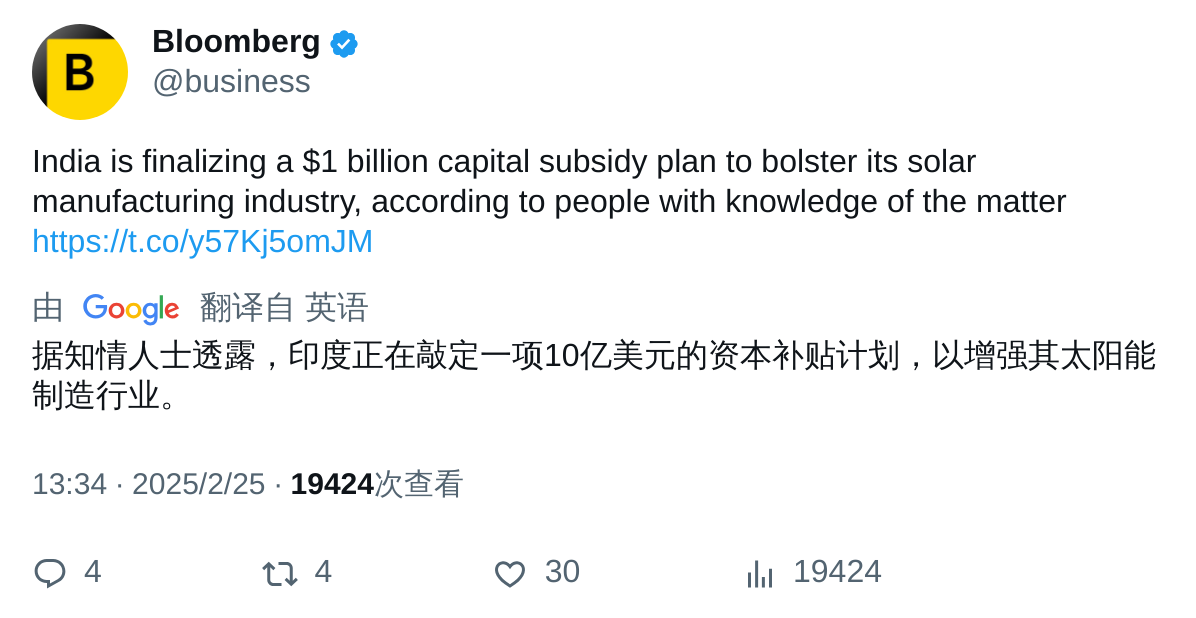 B
Bloomberg
@business
India is finalizing a $1 billion capital subsidy plan to bolster its solar
manufacturing industry, according to people with knowledge of the matter
https://t.co/y57Kj5omJM
由 Google 翻译自 英语
据知情人士透露，印度正在敲定一项10亿美元的资本补贴计划，以增强其太阳能
制造行业。
13:34 · 2025/2/25 · 19424次查看
4 4 30 19424